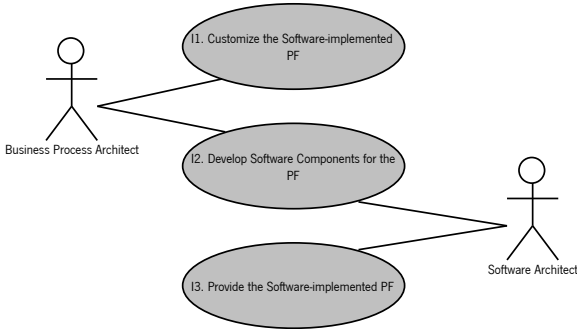 I1. Customize the Software-implemented
PF
Business Process Architect
I2. Develop Software Components for the
PF
Software Architect
I3. Provide the Software-implemented PF